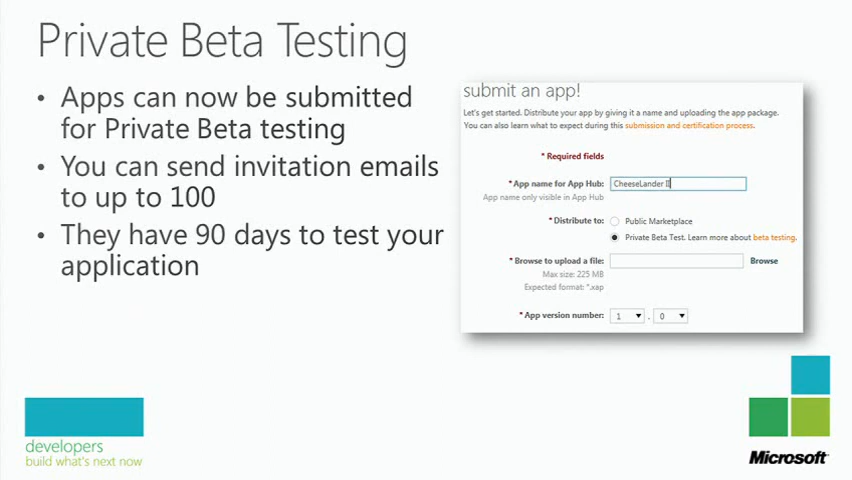 Private Beta Testing
• Apps can now be submitted
for Private Beta testing
• You can send invitation emails
to up to 100
• They have 90 days to test your
application
submit an app!
Let's get started. Distribute your app by giving it a name and uploading the app package.
You can also learn what to expect during this submission and certification process.
* Required fields
* App name for App Hub: CheeseLander II
App name only visible in App Hub
* Distribute to: Public Marketplace
Private Beta Test. Learn more about beta testing.
* Browse to upload a file: Browse
Max size: 225 MB
Expected format: *.xap
* App version number: 1 . 0
developers
build what's next now
Microsoft